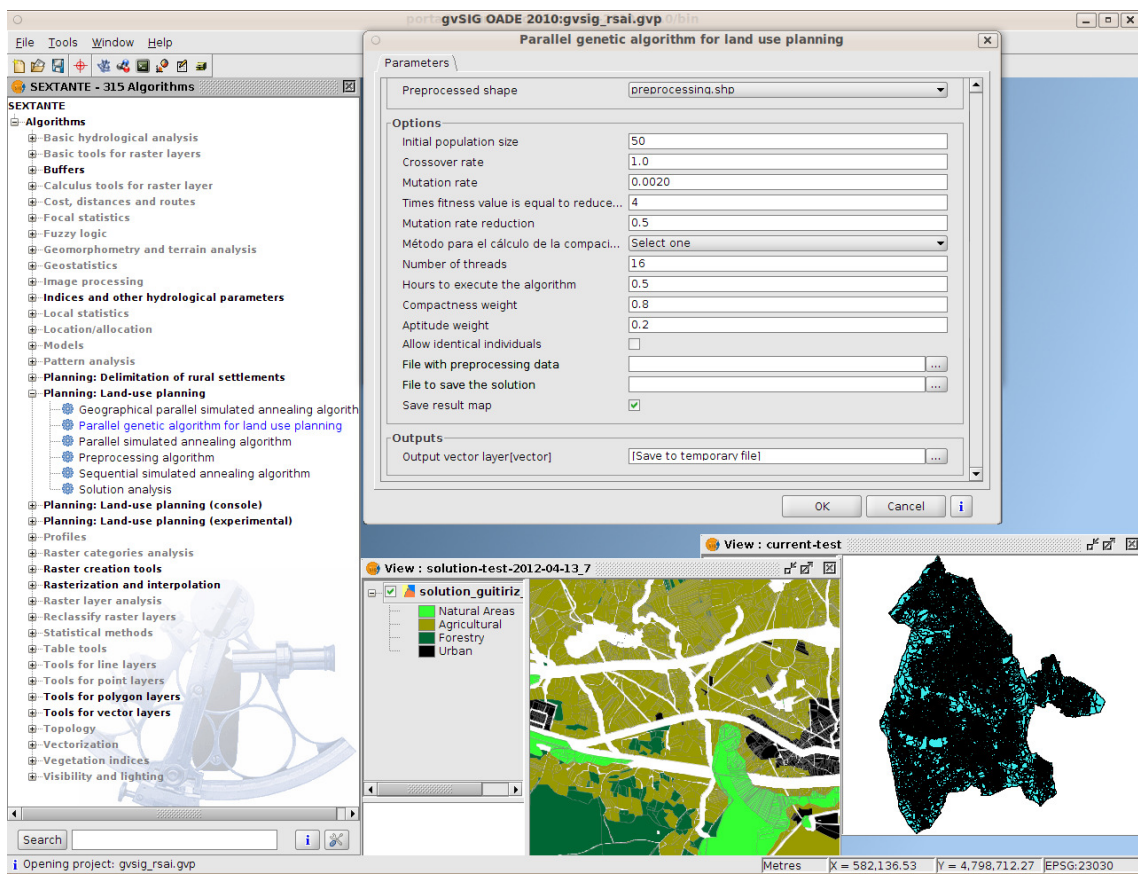 gvSIG OADE 2010:gvsig_rsai.gvp
File Tools Window Help
SEXTANTE - 315 Algorithms
SEXTANTE
Algorithms
Basic hydrological analysis
Basic tools for raster layers
Buffers
Calculus tools for raster layer
Cost, distances and routes
Focal statistics
Fuzzy logic
Geomorphometry and terrain analysis
Geostatistics
Image processing
Indices and other hydrological parameters
Local statistics
Location/allocation
Models
Pattern analysis
Planning: Delimitation of rural settlements
Planning: Land-use planning
Geographical parallel simulated annealing algorith
Parallel genetic algorithm for land use planning
Parallel simulated annealing algorithm
Preprocessing algorithm
Sequential simulated annealing algorithm
Solution analysis
Planning: Land-use planning (console)
Planning: Land-use planning (experimental)
Profiles
Raster categories analysis
Raster creation tools
Rasterization and interpolation
Raster layer analysis
Reclassify raster layers
Statistical methods
Table tools
Tools for line layers
Tools for point layers
Tools for polygon layers
Tools for vector layers
Topology
Vectorization
Vegetation indices
Visibility and lighting
Search
i
Parallel genetic algorithm for land use planning
Parameters
Preprocessed shape preprocessing.shp
Options
Initial population size 50
Crossover rate 1.0
Mutation rate 0.0020
Times fitness value is equal to reduce... 4
Mutation rate reduction 0.5
Método para el cálculo de la compaci... Select one
Number of threads 16
Hours to execute the algorithm 0.5
Compactness weight 0.8
Aptitude weight 0.2
Allow identical individuals
File with preprocessing data ...
File to save the solution ...
Save result map
Outputs
Output vector layer[vector] [Save to temporary file] ...
OK Cancel i
View : current-test
View : solution-test-2012-04-13_7
solution_guitiriz_
Natural Areas
Agricultural
Forestry
Urban
i Opening project: gvsig_rsai.gvp
Metres X = 582,136.53 Y = 4,798,712.27 EPSG:23030